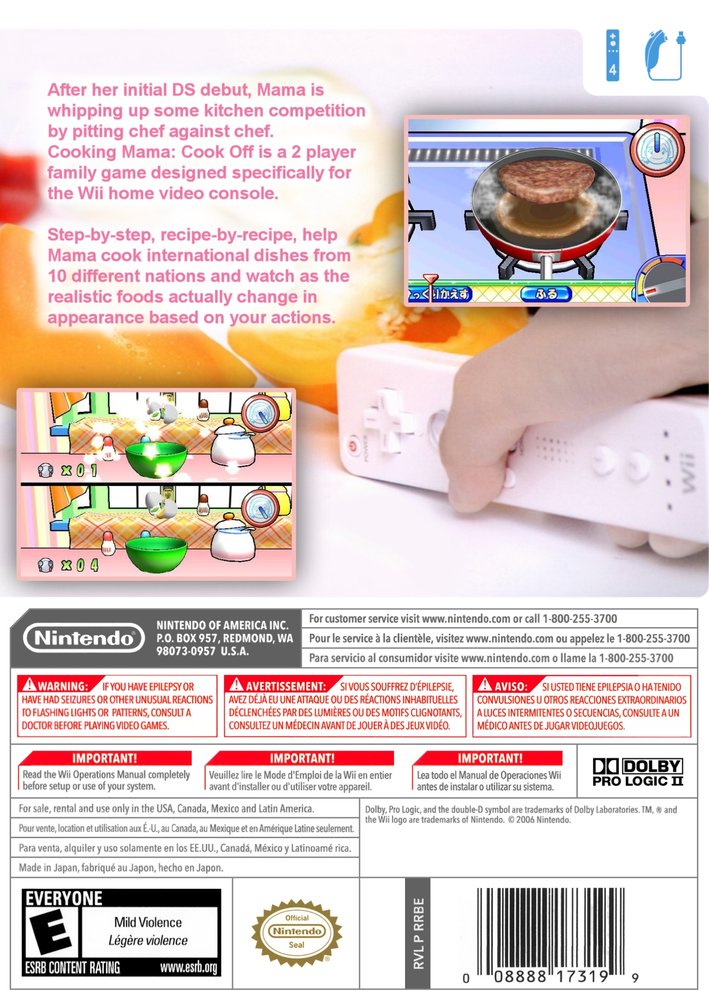 4
After her initial DS debut, Mama is
whipping up some kitchen competition
by pitting chef against chef.
Cooking Mama: Cook Off is a 2 player
family game designed specifically for
the Wii home video console.
Step-by-step, recipe-by-recipe, help
Mama cook international dishes from
10 different nations and watch as the
realistic foods actually change in
appearance based on your actions.
っくりかえす
ふる
POWER
Wii
x 0 1
x 0 4
Nintendo®
NINTENDO OF AMERICA INC.
P.O. BOX 957, REDMOND, WA
98073-0957 U.S.A.
For customer service visit www.nintendo.com or call 1-800-255-3700
Pour le service à la clientèle, visitez www.nintendo.com ou appelez le 1-800-255-3700
Para servicio al consumidor visite www.nintendo.com o llame la 1-800-255-3700
WARNING: IF YOU HAVE EPILEPSY OR
HAVE HAD SEIZURES OR OTHER UNUSUAL REACTIONS
TO FLASHING LIGHTS OR PATTERNS, CONSULT A
DOCTOR BEFORE PLAYING VIDEO GAMES.
AVERTISSEMENT: SI VOUS SOUFFREZ D'ÉPILEPSIE,
AVEZ DÉJÀ EU UNE ATTAQUE OU DES RÉACTIONS INHABITUELLES
DÉCLENCHÉES PAR DES LUMIÈRES OU DES MOTIFS CLIGNOTANTS,
CONSULTEZ UN MÉDECIN AVANT DE JOUER À DES JEUX VIDÉO.
AVISO: SI USTED TIENE EPILEPSIA O HA TENIDO
CONVULSIONES U OTROS REACCIONES EXTRAORDINARIOS
A LUCES INTERMITENTES O SECUENCIAS, CONSULTE A UN
MÉDICO ANTES DE JUGAR VIDEOJUEGOS.
IMPORTANT!
Read the Wii Operations Manual completely
before setup or use of your system.
IMPORTANT!
Veuillez lire le Mode d'Emploi de la Wii en entier
avant d'installer ou d'utiliser votre appareil.
IMPORTANT!
Lea todo el Manual de Operaciones Wii
antes de instalar o utilizar su sistema.
DOLBY
PRO LOGIC II
For sale, rental and use only in the USA, Canada, Mexico and Latin America.
Pour vente, location et utilisation aux É.-U., au Canada, au Mexique et en Amérique Latine seulement.
Para venta, alquiler y uso solamente en los EE.UU., Canadá, México y Latinoamé rica.
Made in Japan, fabriqué au Japon, hecho en Japon.
Dolby, Pro Logic, and the double-D symbol are trademarks of Dolby Laboratories. TM, ® and
the Wii logo are trademarks of Nintendo. © 2006 Nintendo.
EVERYONE
E
Mild Violence
Légère violence
ESRB CONTENT RATING www.esrb.org
Official
Nintendo
Seal
RVL P RRBE
0 08888 17319 9